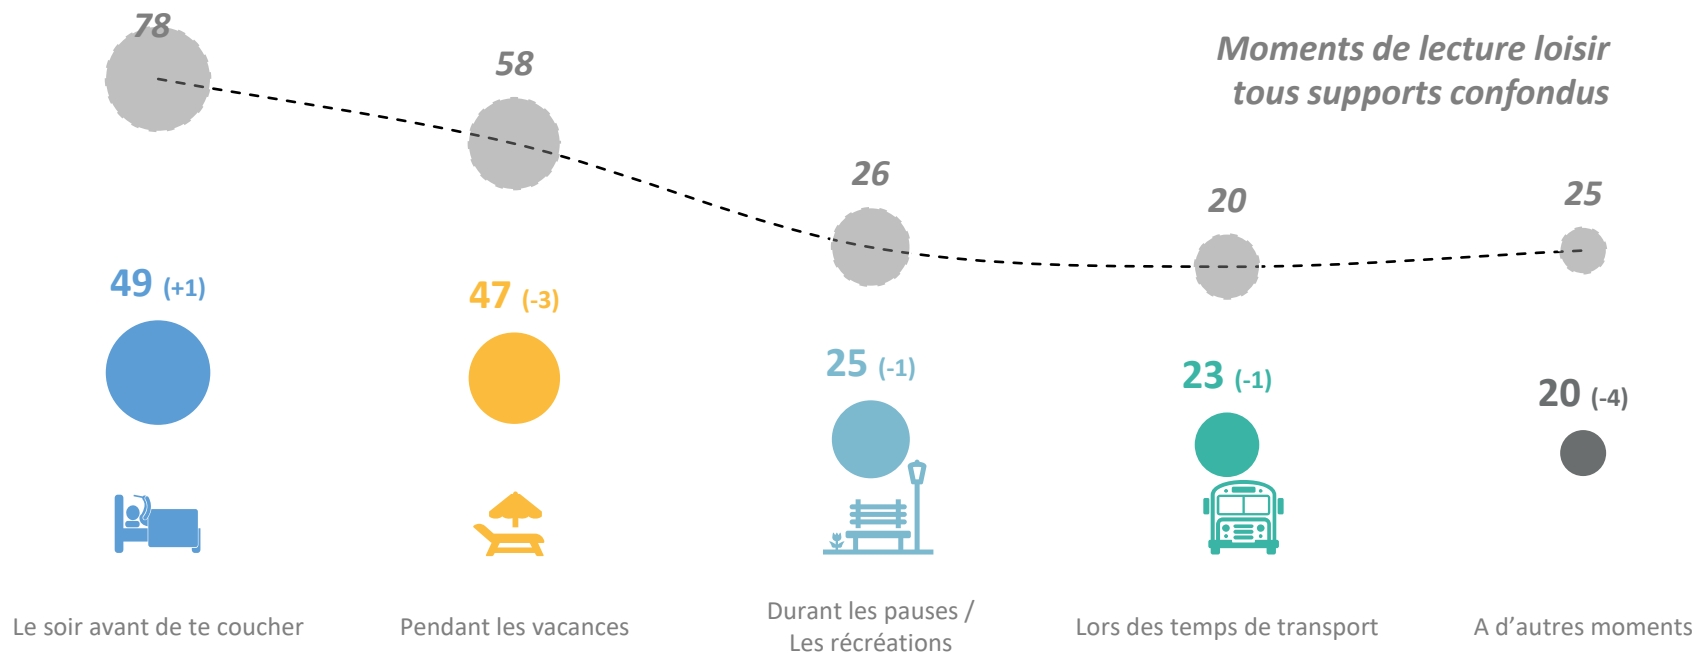 78
58
Moments de lecture loisir
tous supports confondus
26
20
25
49 (+1)
47 (-3)
25 (-1)
23 (-1)
20 (-4)
Le soir avant de te coucher
Pendant les vacances
Durant les pauses /
Les récréations
Lors des temps de transport
A d’autres moments